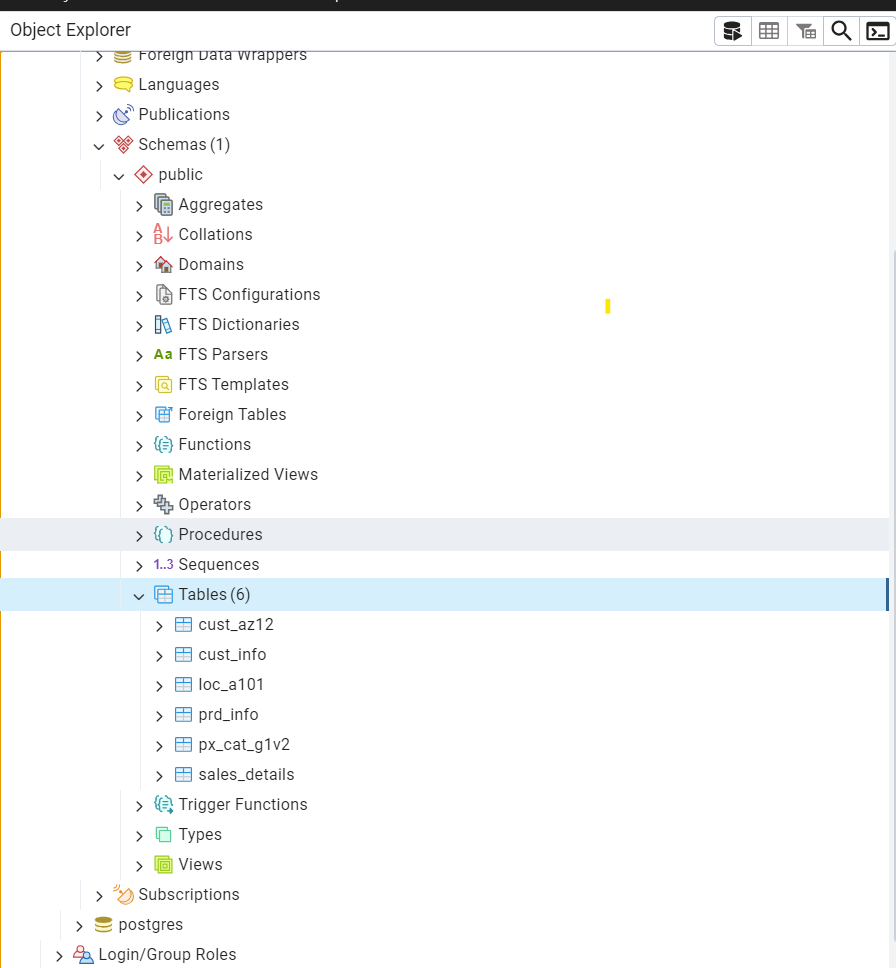 Object Explorer
Foreign Data Wrappers
Languages
Publications
Schemas (1)
public
Aggregates
Collations
Domains
FTS Configurations
FTS Dictionaries
Aa FTS Parsers
FTS Templates
Foreign Tables
Functions
Materialized Views
Operators
Procedures
1..3 Sequences
Tables (6)
cust_az12
cust_info
loc_a101
prd_info
px_cat_g1v2
sales_details
Trigger Functions
Types
Views
Subscriptions
postgres
Login/Group Roles